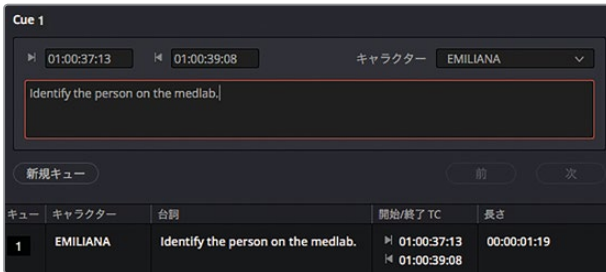 Cue 1
01:00:37:13 01:00:39:08 キャラクター EMILIANA
Identify the person on the medlab.
新規キュー 前 次
キュー キャラクター 台詞 開始/終了 TC 長さ
1 EMILIANA Identify the person on the medlab. 01:00:37:13 00:00:01:19
01:00:39:08